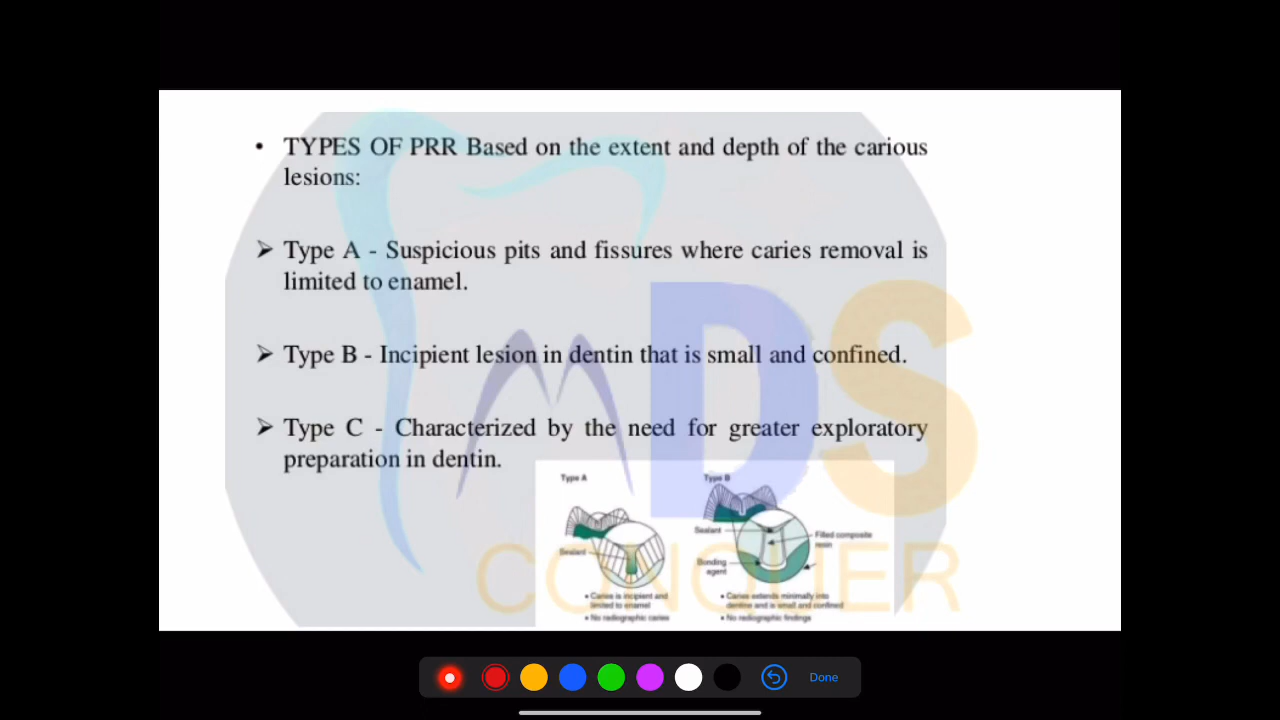 • TYPES OF PRR Based on the extent and depth of the carious
lesions:
➢ Type A - Suspicious pits and fissures where caries removal is
limited to enamel.
➢ Type B - Incipient lesion in dentin that is small and confined.
➢ Type C - Characterized by the need for greater exploratory
preparation in dentin.
Type A
Sealant
• Caries is incipient and
limited to enamel
• No radiographic caries
Type B
Sealant
Filled composite
resin
Bonding
agent
• Caries extends minimally into
dentine and is small and confined
• No radiographic findings
MDS
CONQUER
Done